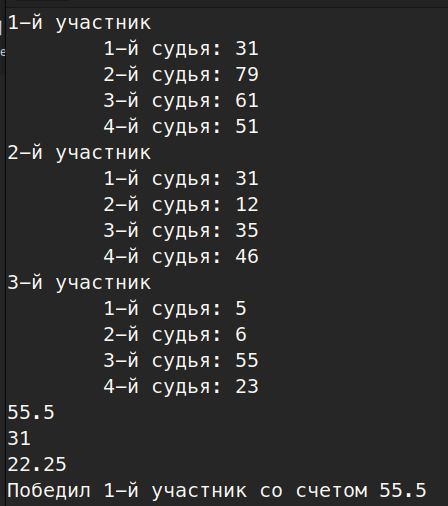 1-й участник
1-й судья: 31
2-й судья: 79
3-й судья: 61
4-й судья: 51
2-й участник
1-й судья: 31
2-й судья: 12
3-й судья: 35
4-й судья: 46
3-й участник
1-й судья: 5
2-й судья: 6
3-й судья: 55
4-й судья: 23
55.5
31
22.25
Победил 1-й участник со счетом 55.5